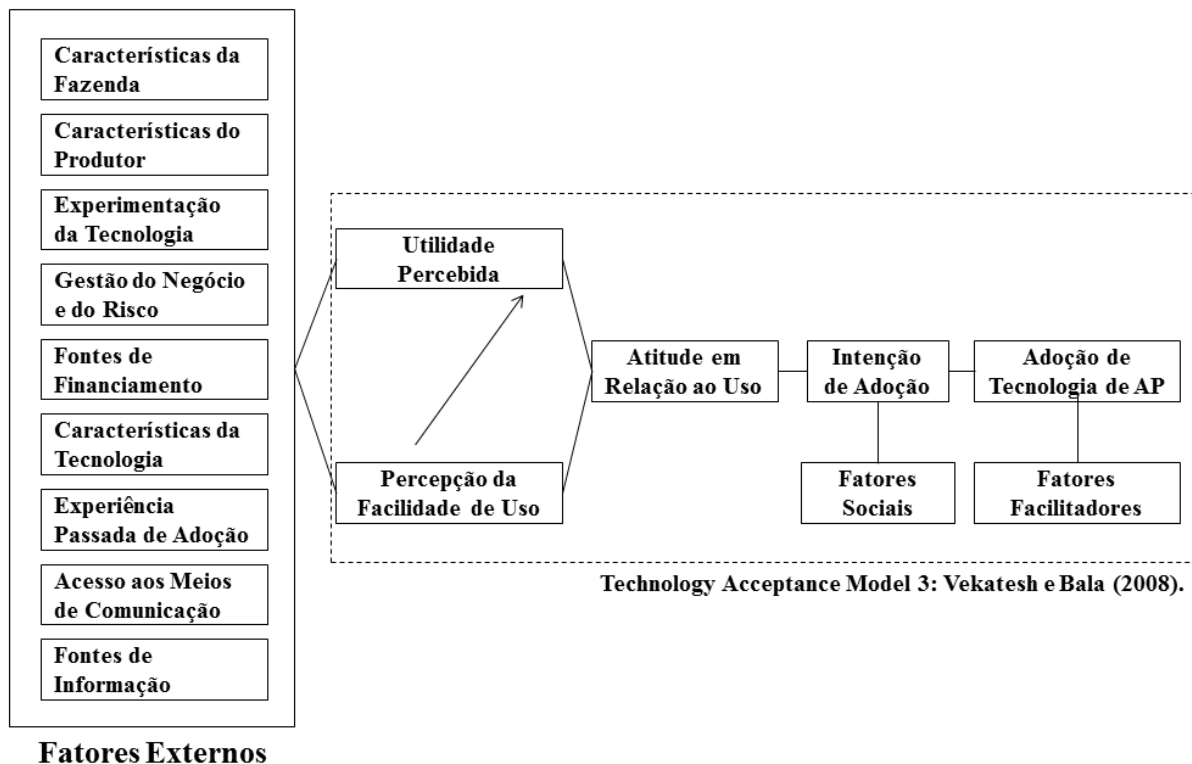 Características da
Fazenda
Características do
Produtor
Experimentação
da Tecnologia
Gestão do Negócio
e do Risco
Fontes de
Financiamento
Características da
Tecnologia
Experiência
Passada de Adoção
Acesso aos Meios
de Comunicação
Fontes de
Informação
Fatores Externos
Utilidade
Percebida
Percepção da
Facilidade de Uso
Atitude em
Relação ao Uso
Intenção
de Adoção
Adoção de
Tecnologia de AP
Fatores
Sociais
Fatores
Facilitadores
Technology Acceptance Model 3: Vekatesh e Bala (2008).